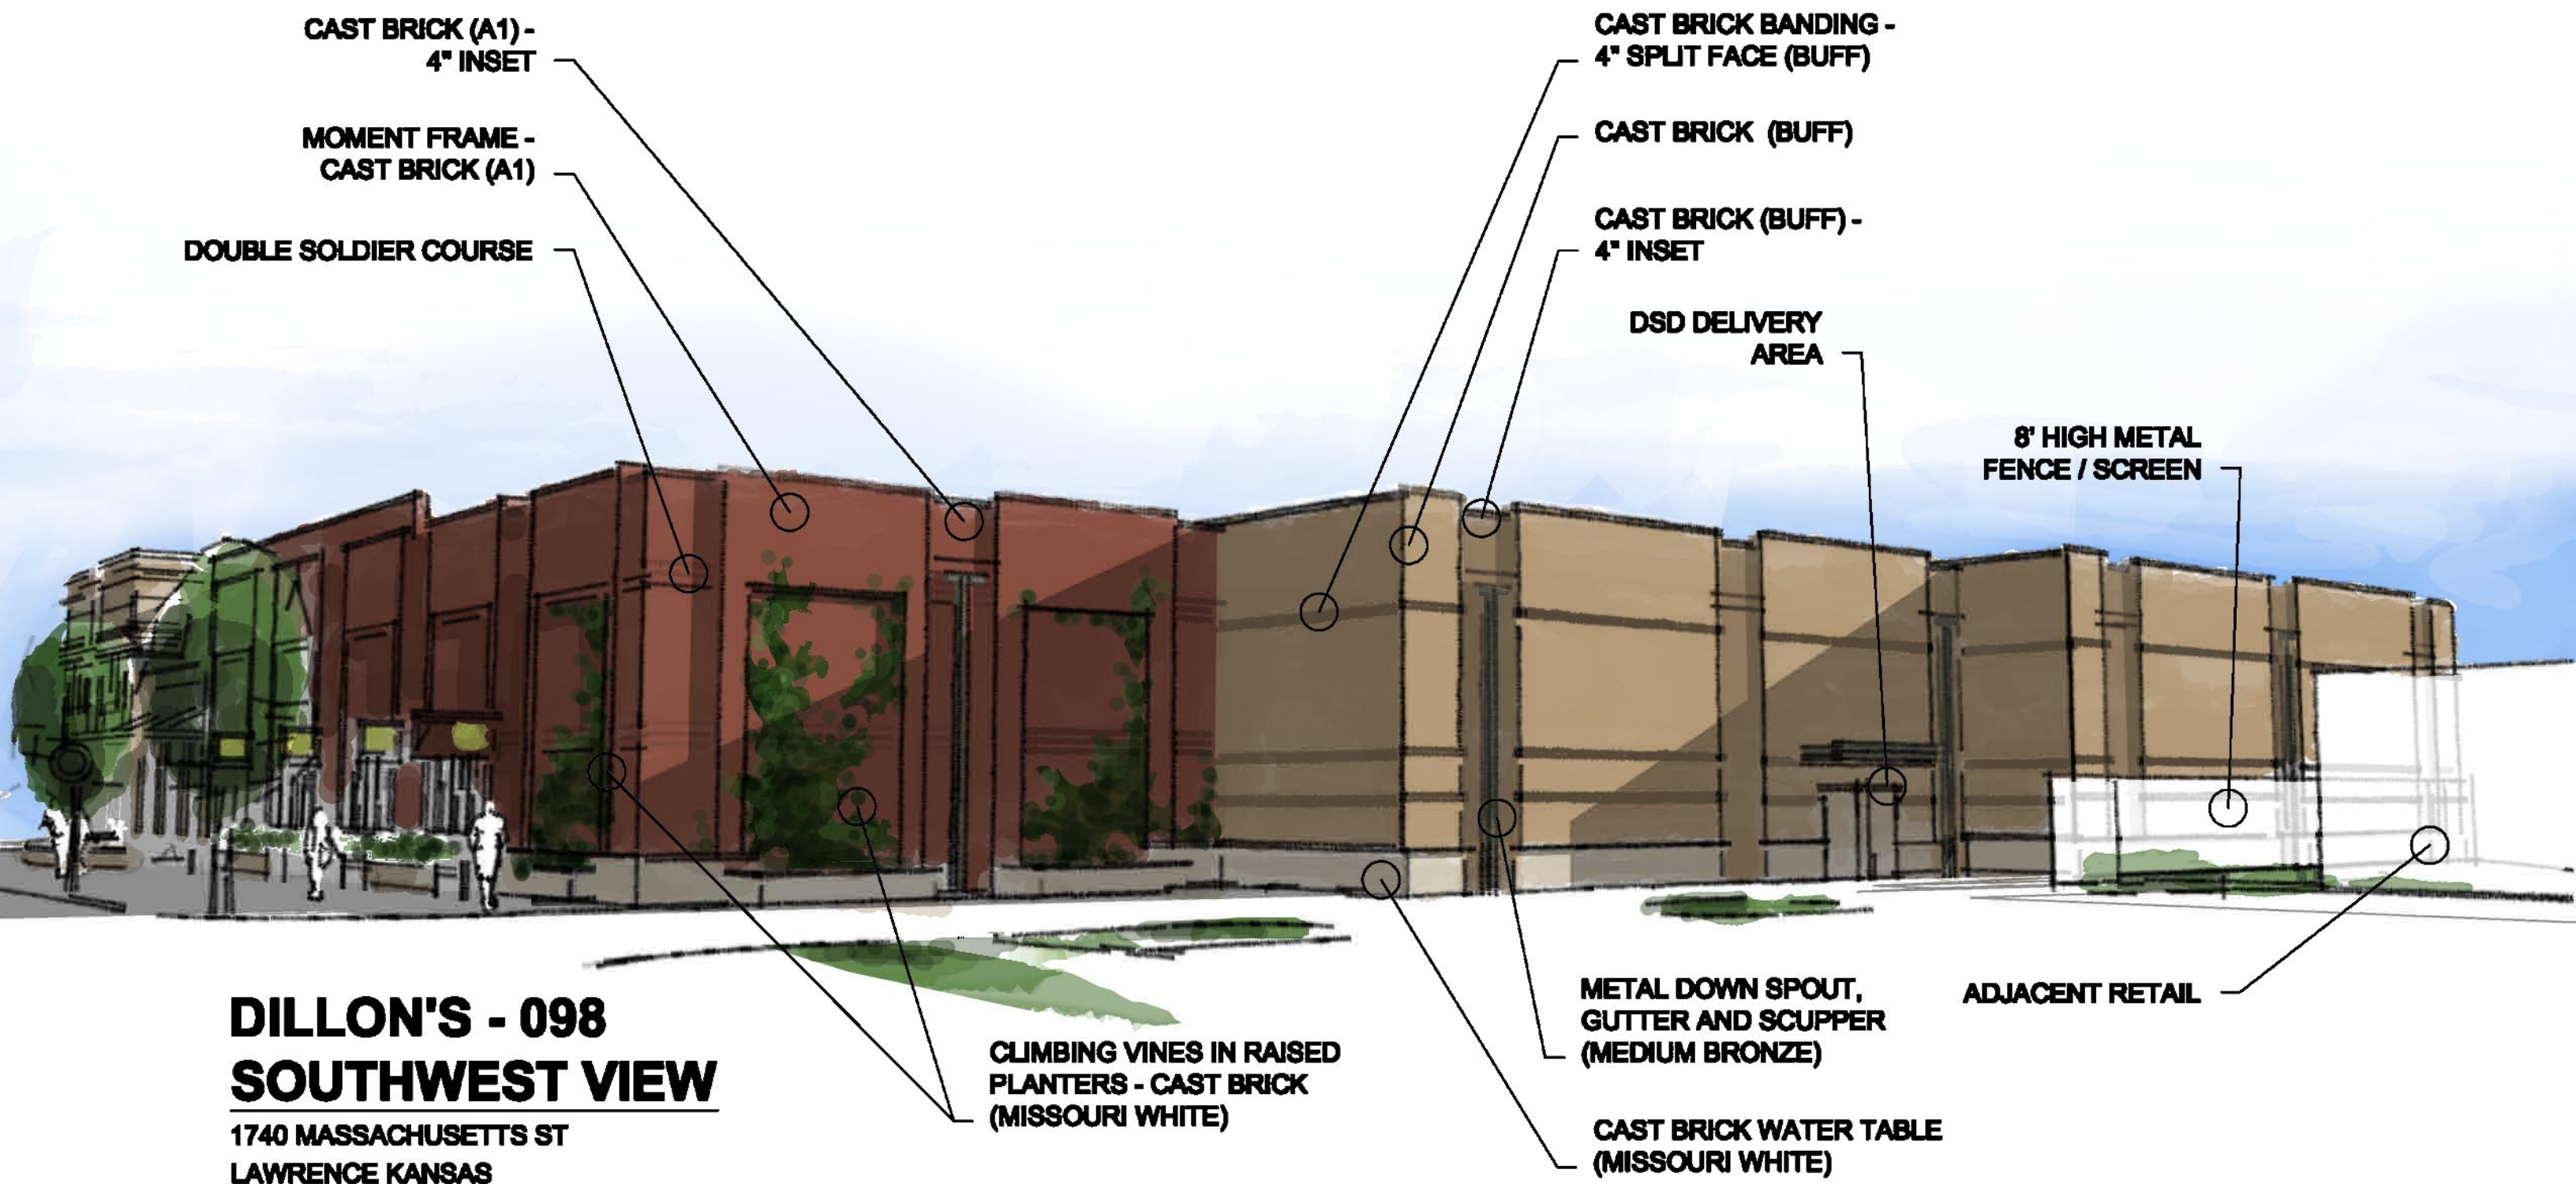 CAST BRICK (A1) -
4" INSET
MOMENT FRAME -
CAST BRICK (A1)
DOUBLE SOLDIER COURSE
CAST BRICK BANDING -
4" SPLIT FACE (BUFF)
CAST BRICK (BUFF)
CAST BRICK (BUFF) -
4" INSET
DSD DELIVERY
AREA
8' HIGH METAL
FENCE / SCREEN
DILLON'S - 098
SOUTHWEST VIEW
1740 MASSACHUSETTS ST
LAWRENCE KANSAS
CLIMBING VINES IN RAISED
PLANTERS - CAST BRICK
(MISSOURI WHITE)
METAL DOWN SPOUT,
GUTTER AND SCUPPER
(MEDIUM BRONZE)
ADJACENT RETAIL
CAST BRICK WATER TABLE
(MISSOURI WHITE)